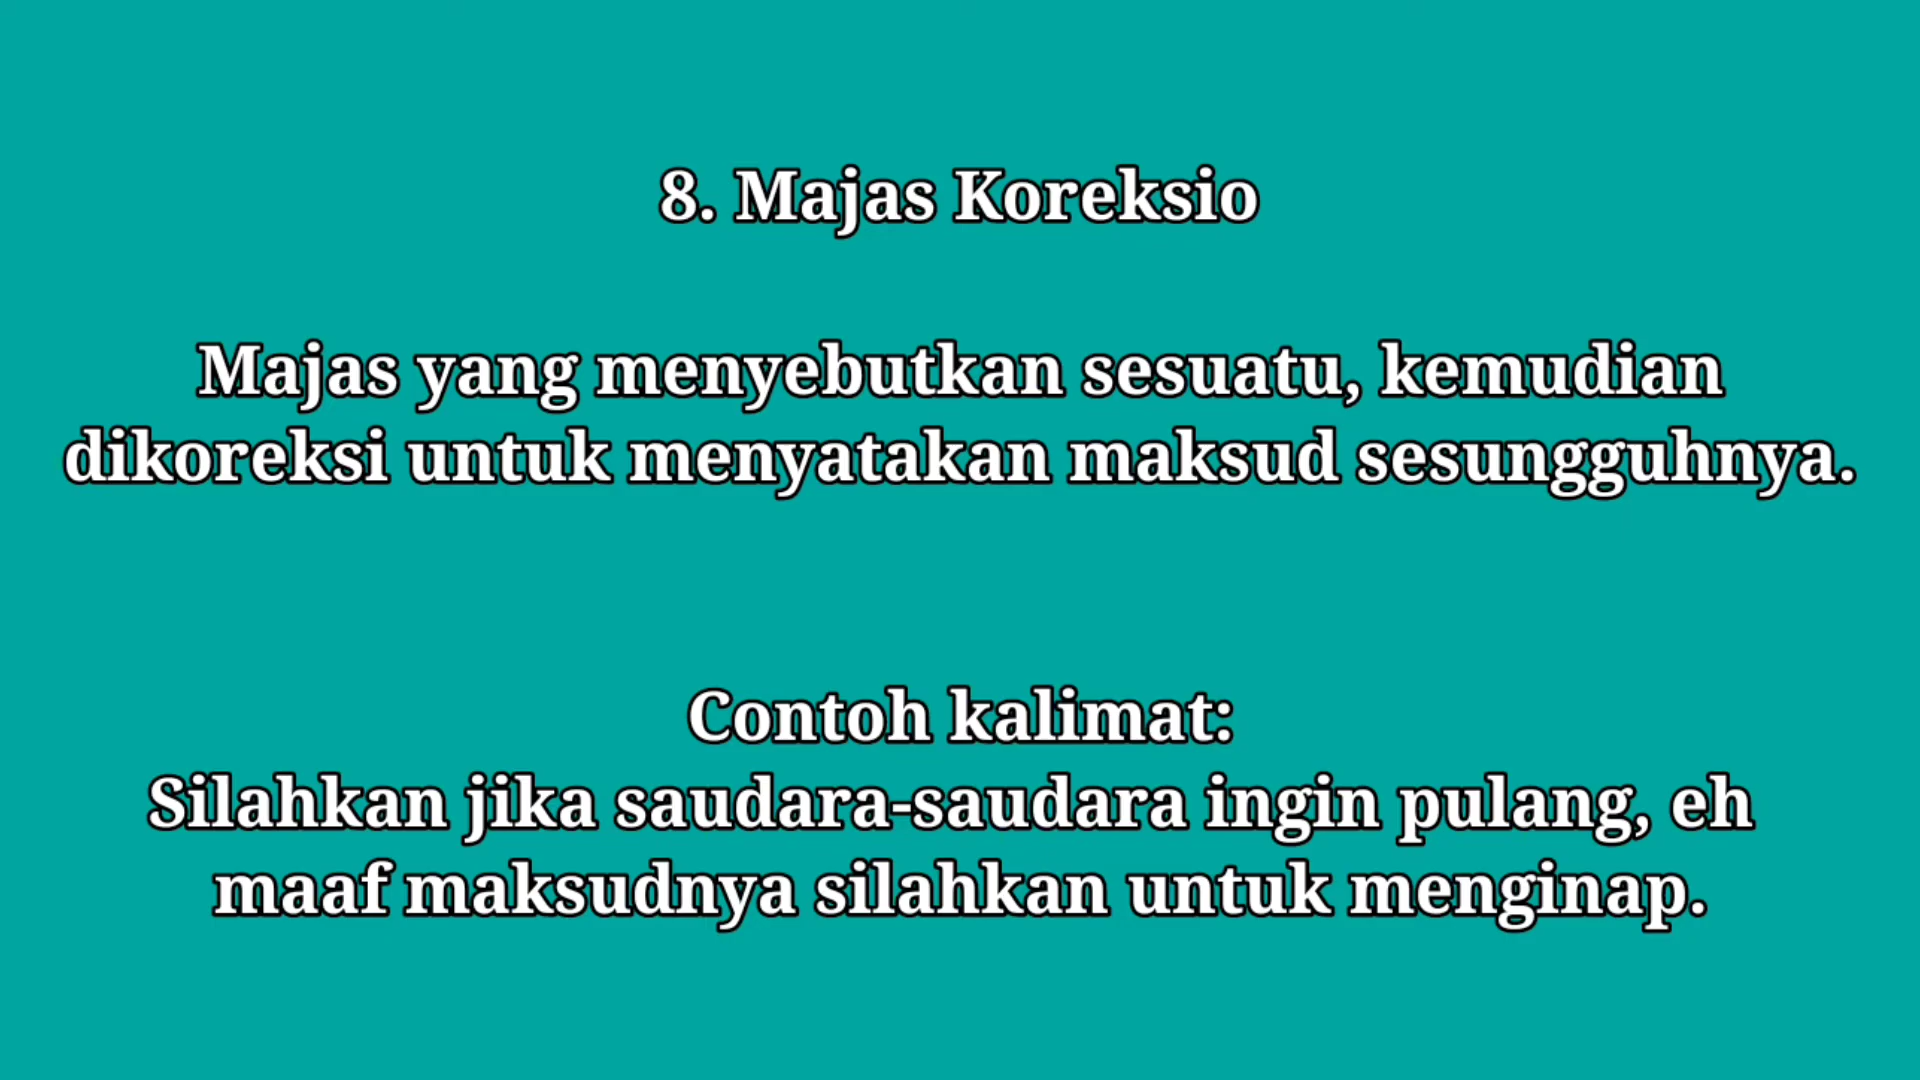 8. Majas Koreksio
Majas yang menyebutkan sesuatu, kemudian
dikoreksi untuk menyatakan maksud sesungguhnya.
Contoh kalimat:
Silahkan jika saudara-saudara ingin pulang, eh
maaf maksudnya silahkan untuk menginap.